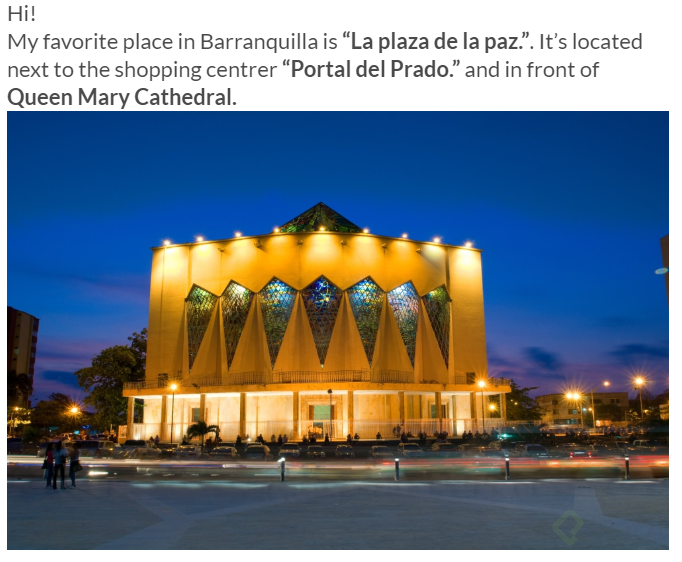 Hi!
My favorite place in Barranquilla is “La plaza de la paz.”. It’s located
next to the shopping centrer “Portal del Prado.” and in front of
Queen Mary Cathedral.